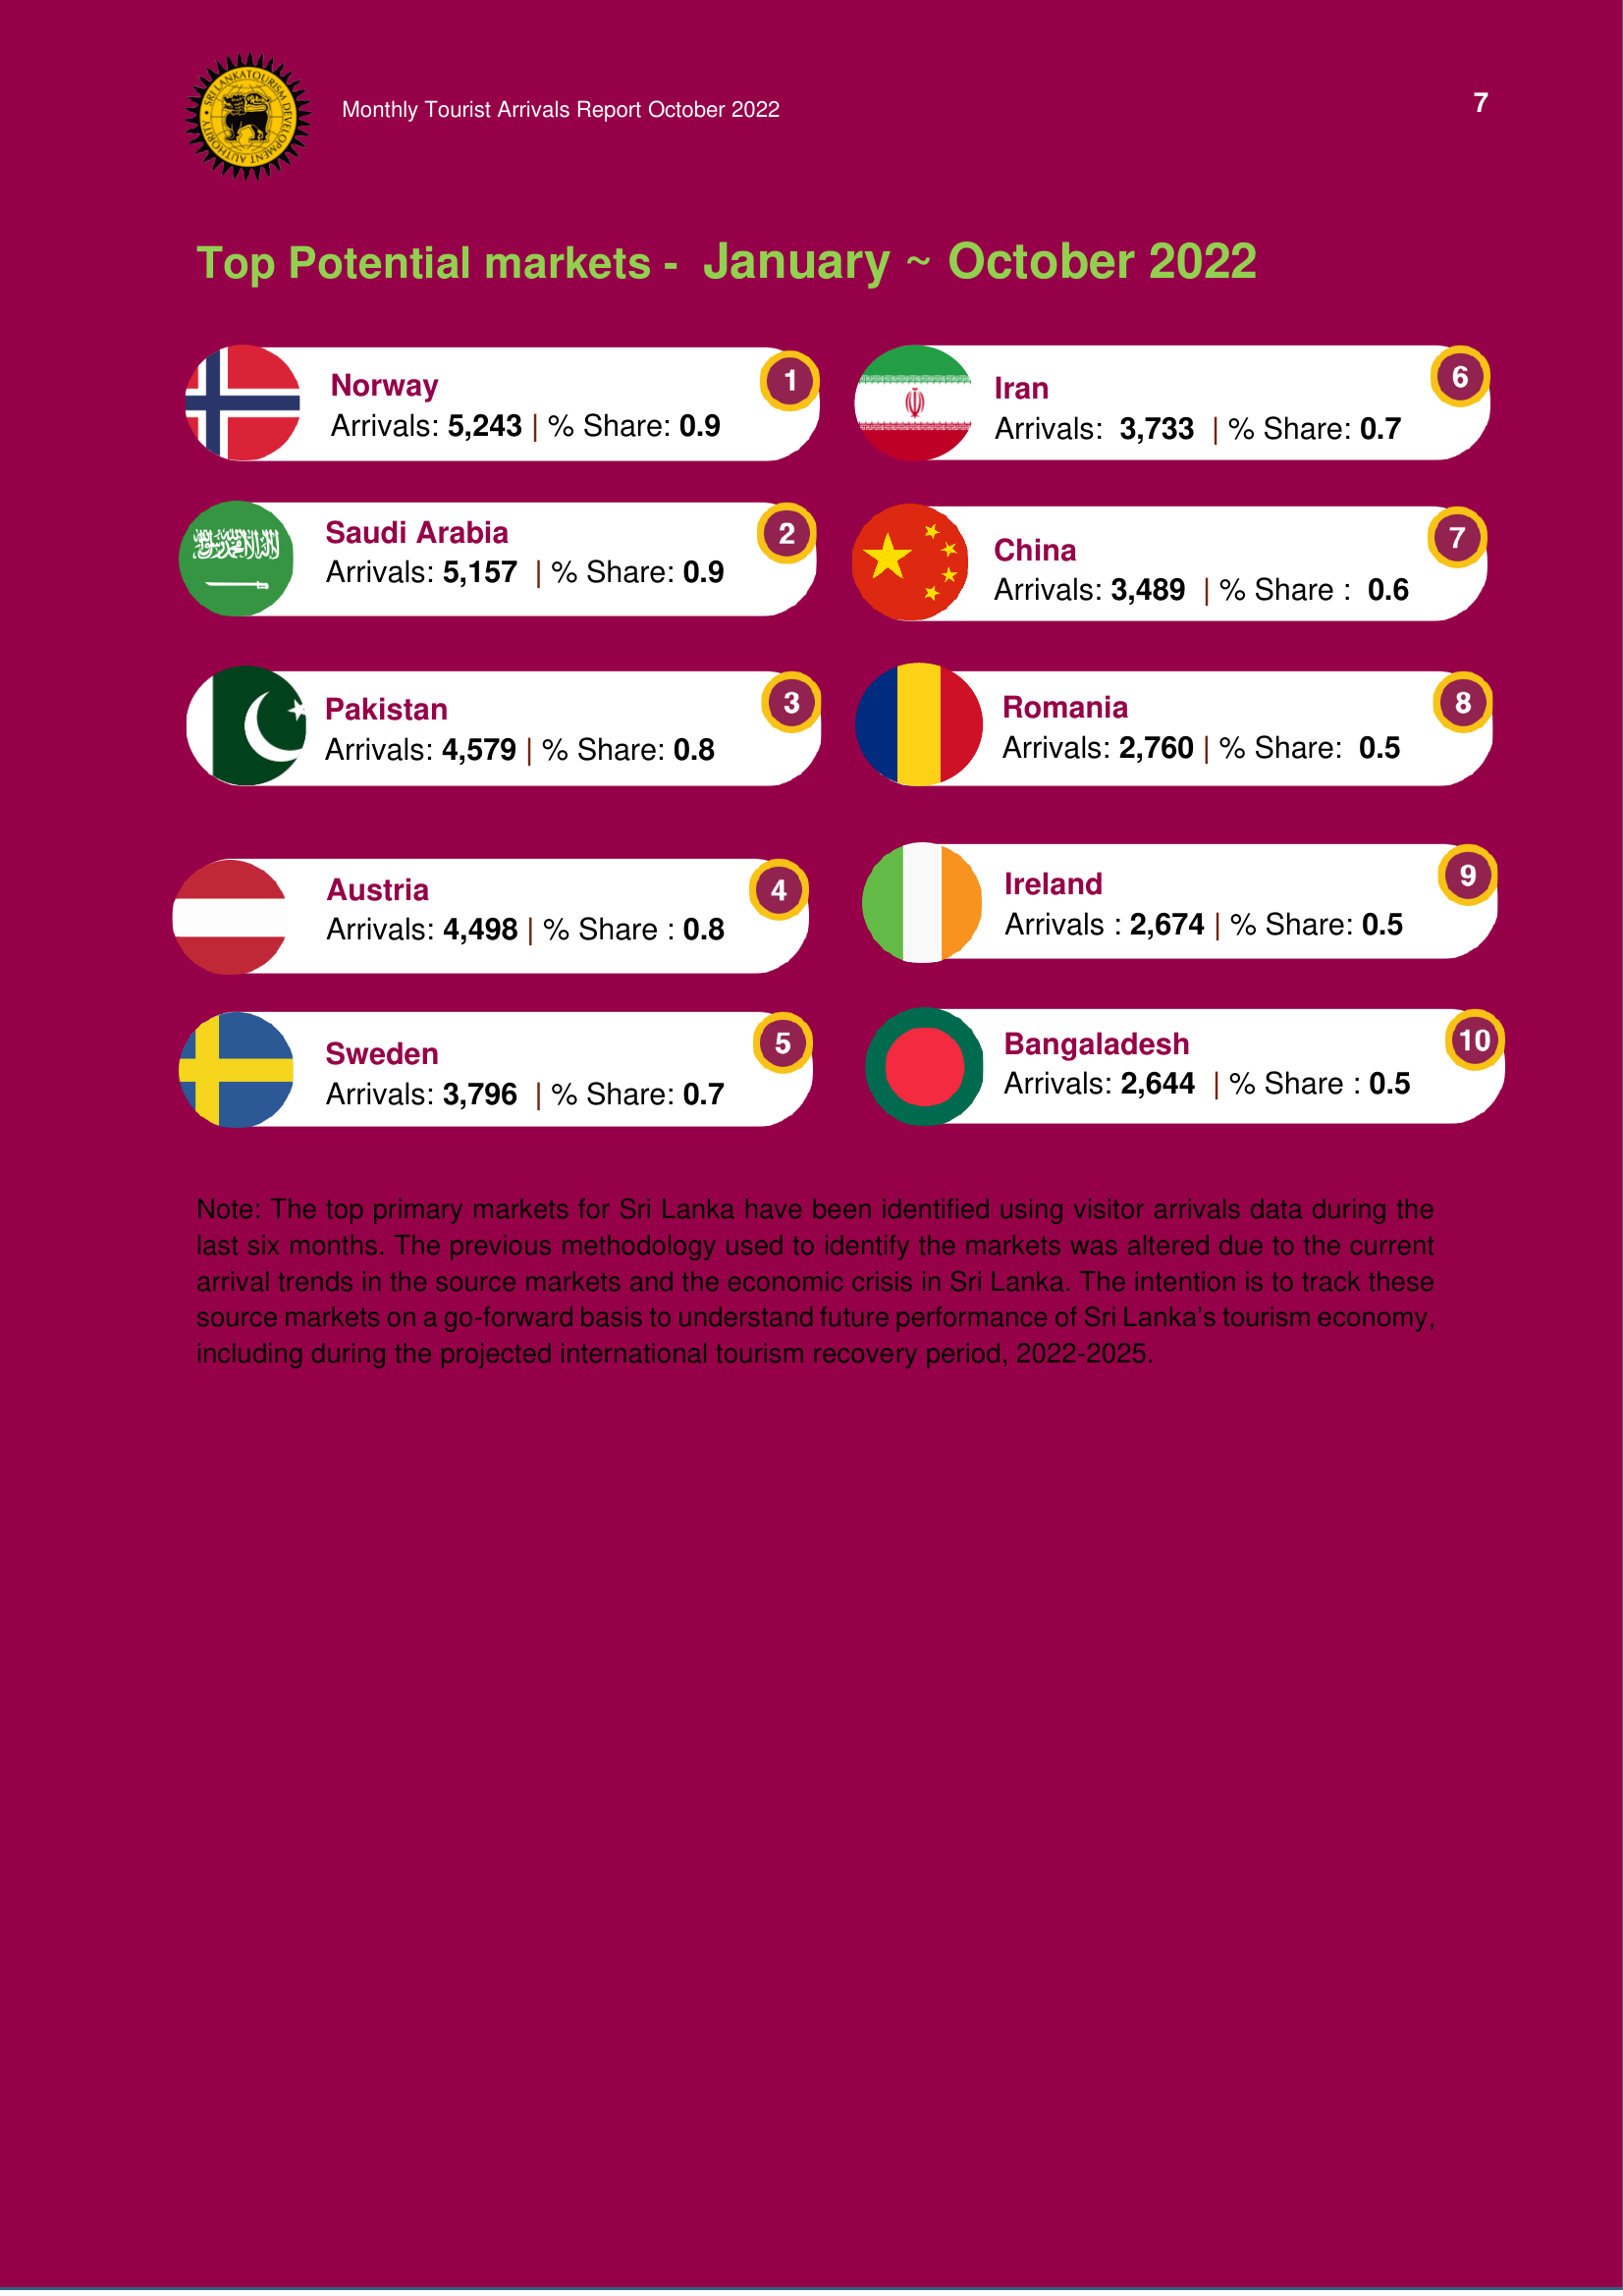 SRI LANKA TOURISM DEVELOPMENT AUTHORITY
Monthly Tourist Arrivals Report October 2022
7
Top Potential markets - January ~ October 2022
Norway
Arrivals: 5,243 | % Share: 0.9
1
Saudi Arabia
Arrivals: 5,157 | % Share: 0.9
2
Pakistan
Arrivals: 4,579 | % Share: 0.8
3
Austria
Arrivals: 4,498 | % Share : 0.8
4
Sweden
Arrivals: 3,796 | % Share: 0.7
5
Iran
Arrivals: 3,733 | % Share: 0.7
6
China
Arrivals: 3,489 | % Share : 0.6
7
Romania
Arrivals: 2,760 | % Share: 0.5
8
Ireland
Arrivals : 2,674 | % Share: 0.5
9
Bangaladesh
Arrivals: 2,644 | % Share : 0.5
10
Note: The top primary markets for Sri Lanka have been identified using visitor arrivals data during the
last six months. The previous methodology used to identify the markets was altered due to the current
arrival trends in the source markets and the economic crisis in Sri Lanka. The intention is to track these
source markets on a go-forward basis to understand future performance of Sri Lanka's tourism economy,
including during the projected international tourism recovery period, 2022-2025.